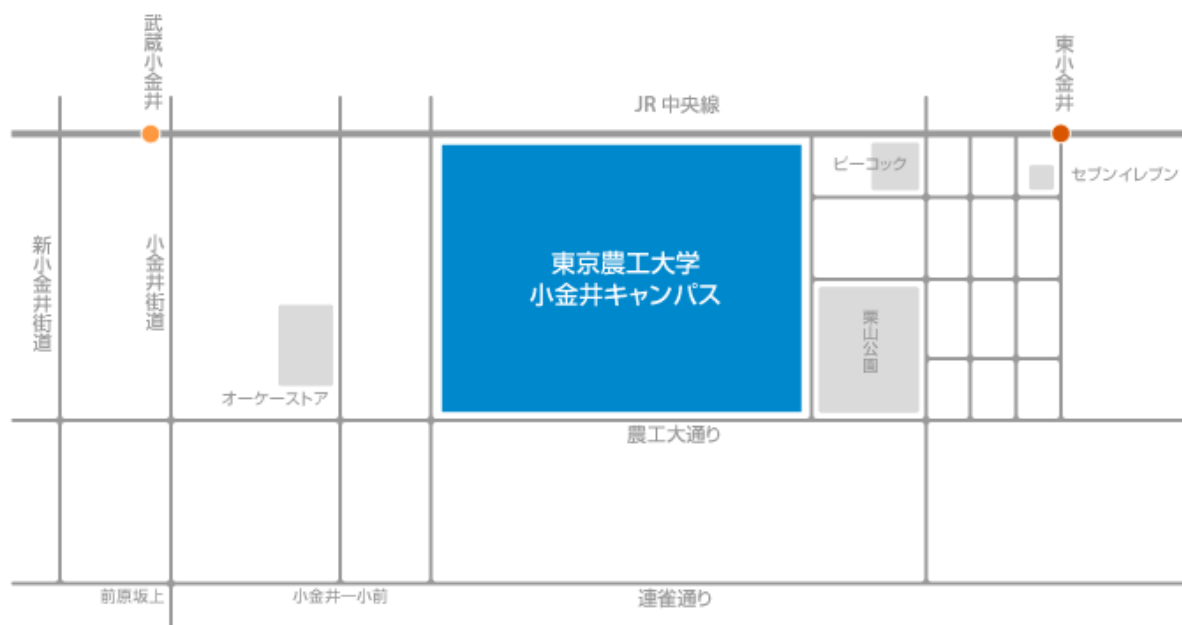 武蔵小金井
東小金井
JR 中央線
ピーコック
セブンイレブン
新小金井街道
小金井街道
東京農工大学
小金井キャンパス
栗山公園
オーケーストア
農工大通り
前原坂上
小金井一小前
連雀通り